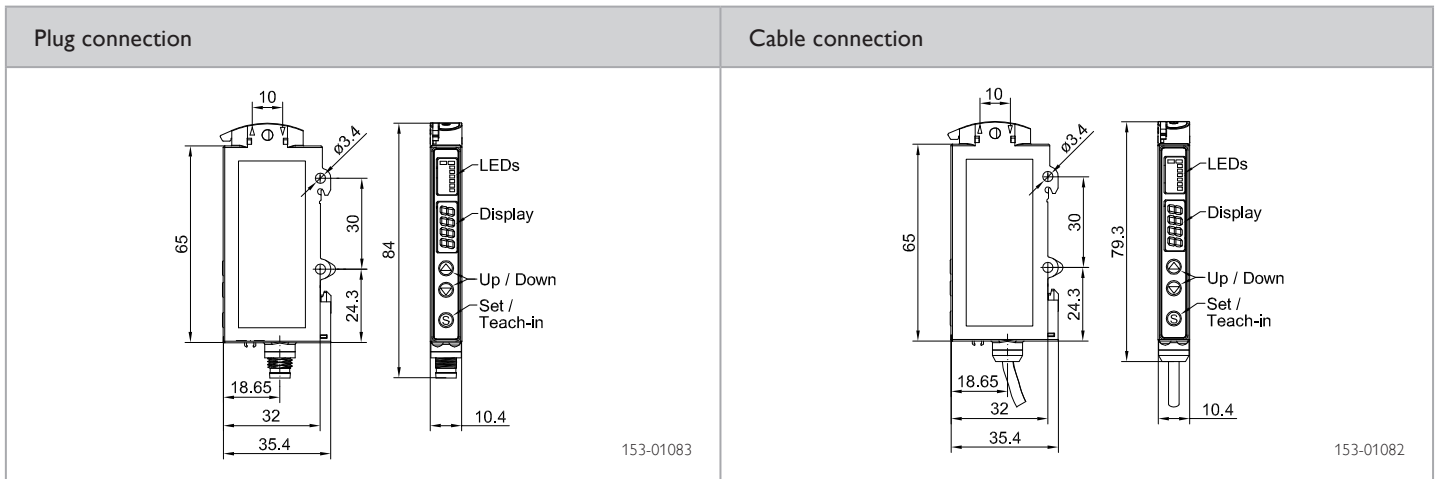 Plug connection
Cable connection
10
ø3.4
LEDs
Display
30
65
84
Up / Down
24.3
Set /
Teach-in
S
18.65
32
10.4
35.4
153-01083
10
ø3.4
LEDs
Display
30
65
79.3
Up / Down
24.3
Set /
Teach-in
S
18.65
32
10.4
35.4
153-01082